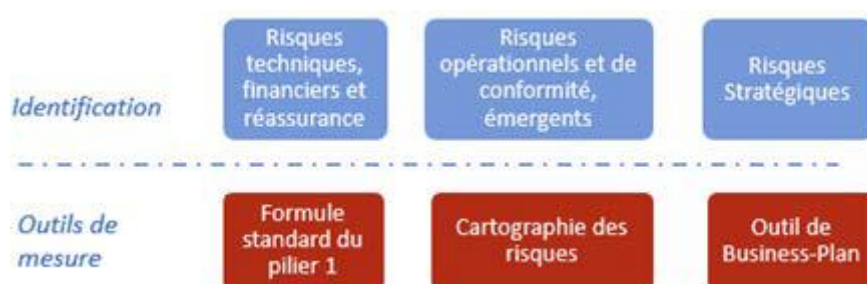 Identification
Risques
techniques,
financiers et
réassurance
Risques
opérationnels et de
conformité,
émergents
Risques
Stratégiques
Outils de
mesure
Formule
standard du
pilier 1
Cartographie des
risques
Outil de
Business-Plan